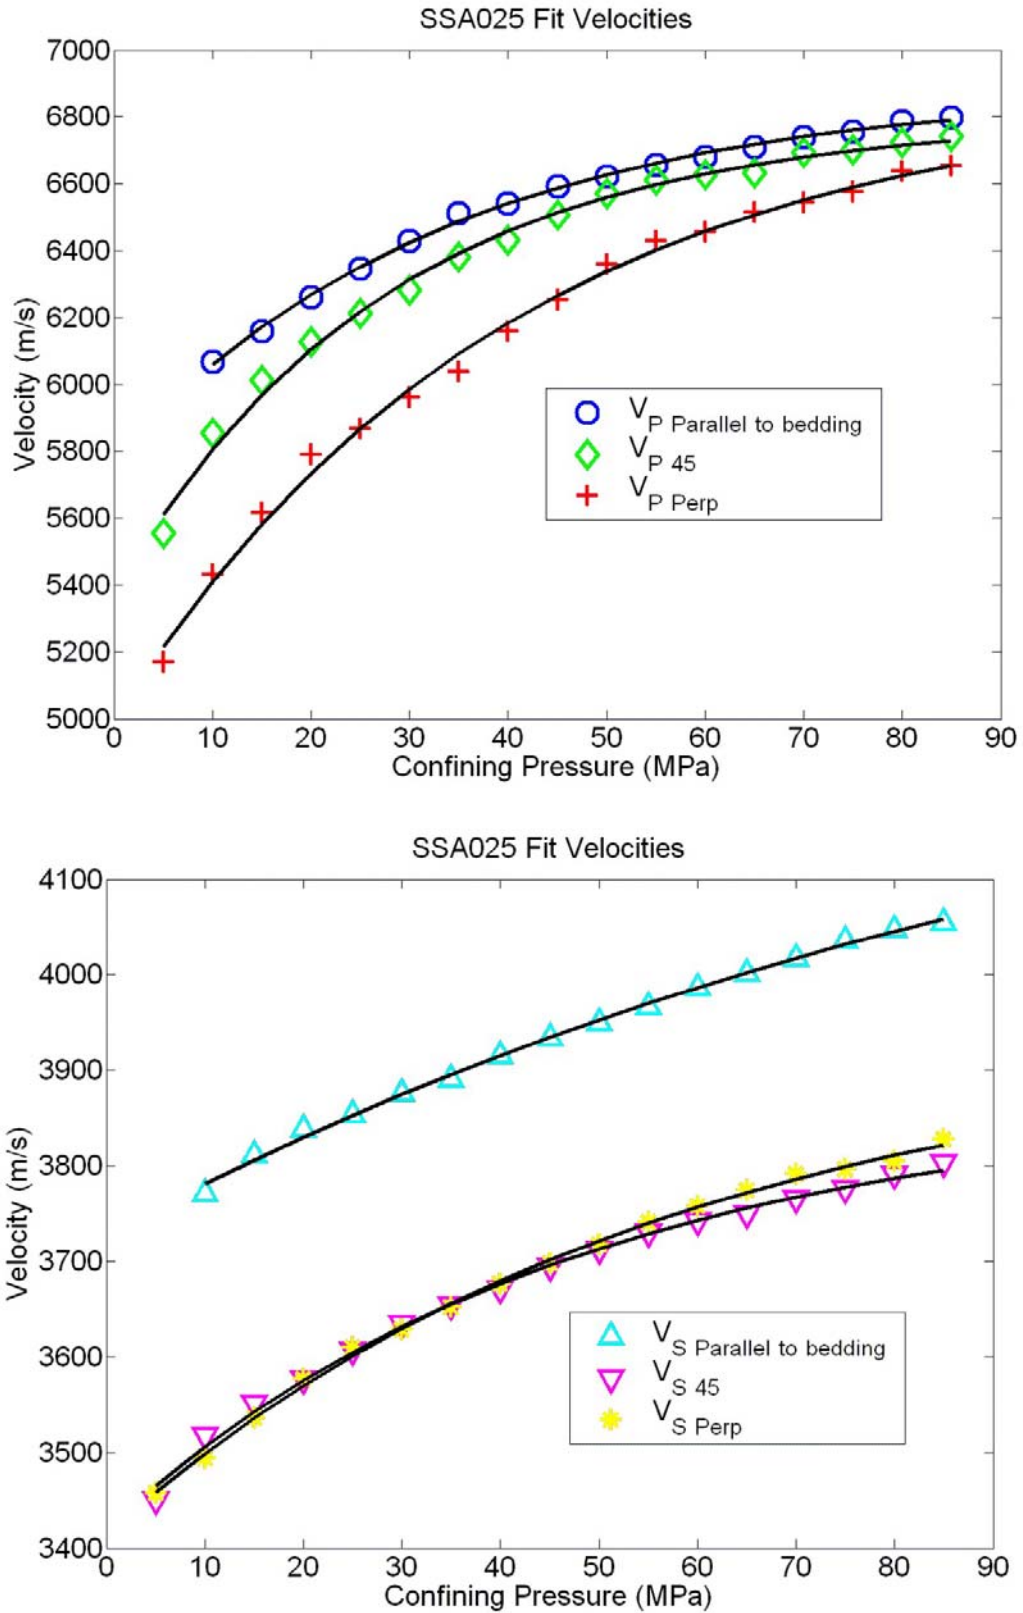 SSA025 Fit Velocities
7000
6800
6600
6400
6200
6000
5800
5600
5400
5200
5000
Velocity (m/s)
V P Parallel to bedding
V P 45
V P Perp
0 10 20 30 40 50 60 70 80 90
Confining Pressure (MPa)
SSA025 Fit Velocities
4100
4000
3900
3800
3700
3600
3500
3400
Velocity (m/s)
V S Parallel to bedding
V S 45
V S Perp
0 10 20 30 40 50 60 70 80 90
Confining Pressure (MPa)